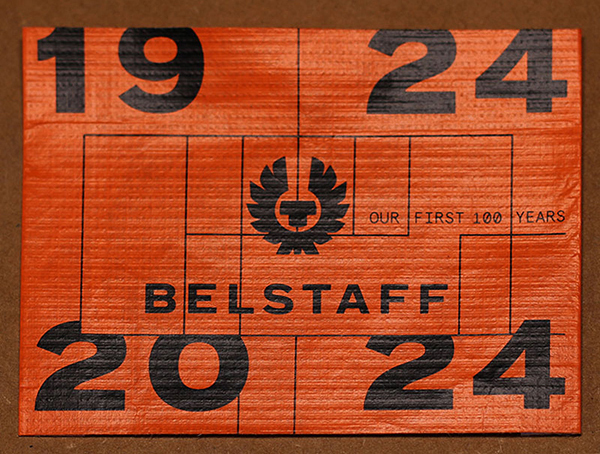 19 24
OUR FIRST 100 YEARS
BELSTAFF
20 24